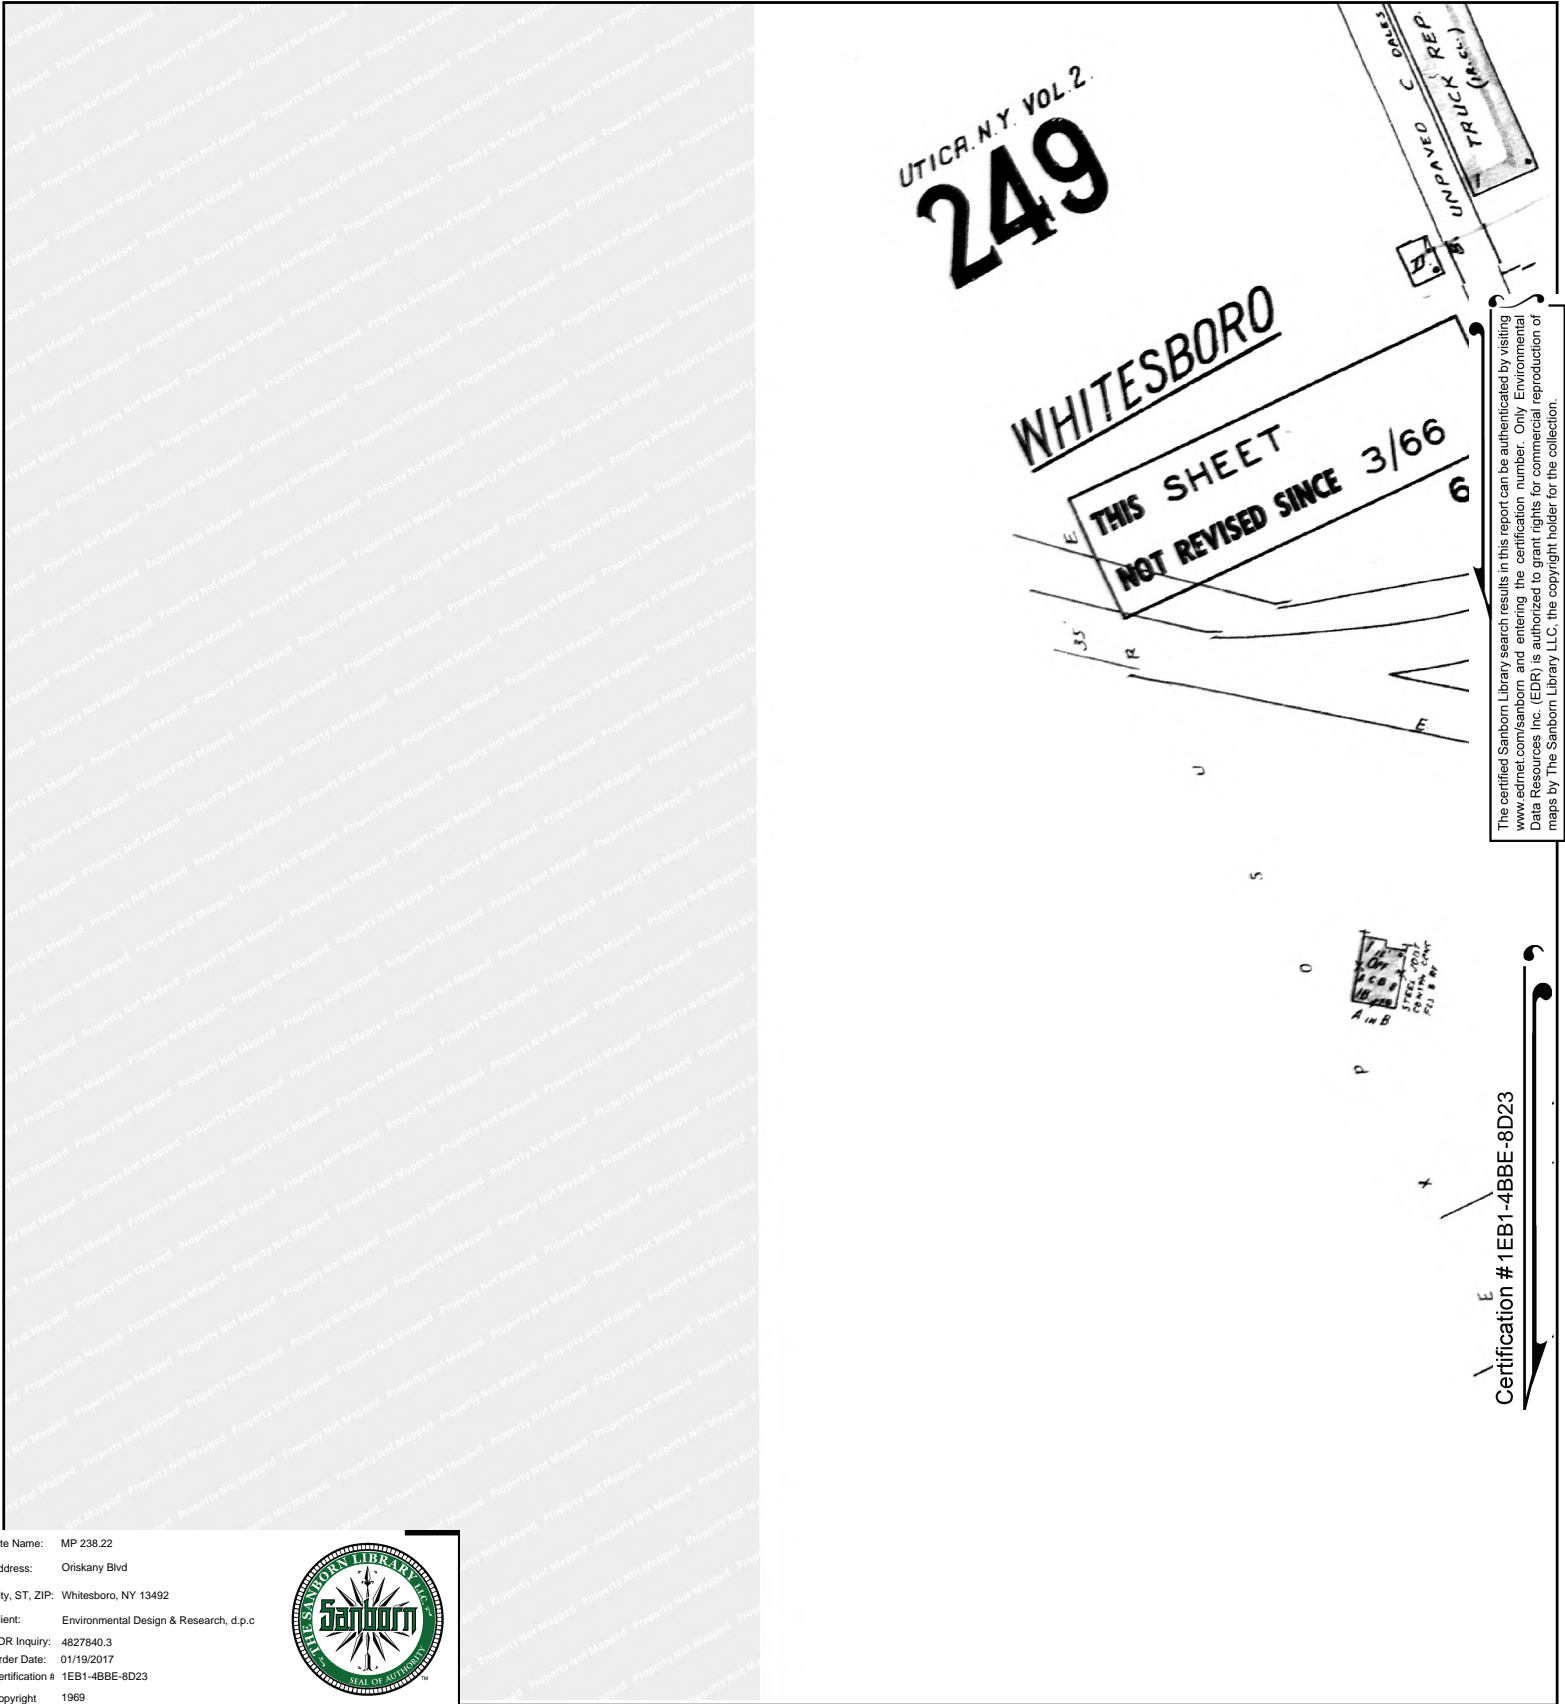 UTICA. N.Y. VOL. 2.
249
WHITESBORO
THIS SHEET
NOT REVISED SINCE 3/66
6
C DALES
UNPAVED
TRUCK REP.
D
E
35
R
E
U
S
O
P
X
E
OFF
A IN B
STEEL JOIST
The certified Sanborn Library search results in this report can be authenticated by visiting
www.edrnet.com/sanborn and entering the certification number. Only Environmental
Data Resources Inc. (EDR) is authorized to grant rights for commercial reproduction of
maps by The Sanborn Library LLC, the copyright holder for the collection.
Certification # 1EB1-4BBE-8D23
Property Not Mapped
te Name: MP 238.22
ddress: Oriskany Blvd
ty, ST, ZIP: Whitesboro, NY 13492
ient: Environmental Design & Research, d.p.c
DR Inquiry: 4827840.3
rder Date: 01/19/2017
ertification # 1EB1-4BBE-8D23
opyright 1969
THE SANBORN LIBRARY LLC.
Sanborn
SEAL OF AUTHORITY
TM